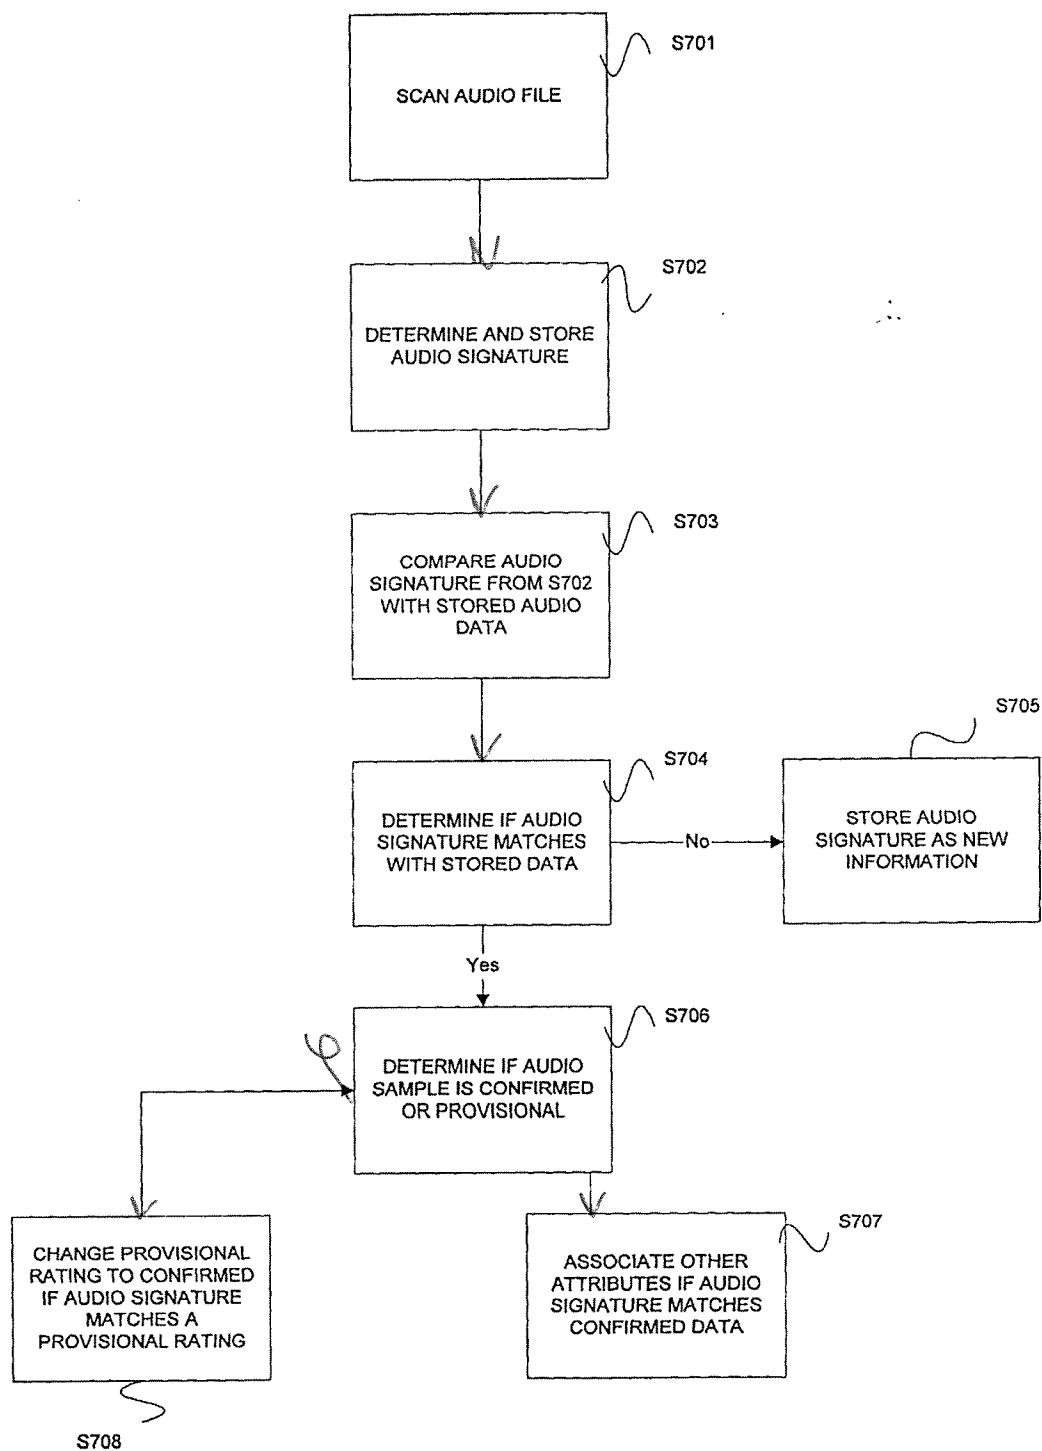 S701
SCAN AUDIO FILE
S702
DETERMINE AND STORE
AUDIO SIGNATURE
S703
COMPARE AUDIO
SIGNATURE FROM S702
WITH STORED AUDIO
DATA
S704
DETERMINE IF AUDIO
SIGNATURE MATCHES
WITH STORED DATA
No
S705
STORE AUDIO
SIGNATURE AS NEW
INFORMATION
Yes
S706
DETERMINE IF AUDIO
SAMPLE IS CONFIRMED
OR PROVISIONAL
CHANGE PROVISIONAL
RATING TO CONFIRMED
IF AUDIO SIGNATURE
MATCHES A
PROVISIONAL RATING
S708
S707
ASSOCIATE OTHER
ATTRIBUTES IF AUDIO
SIGNATURE MATCHES
CONFIRMED DATA